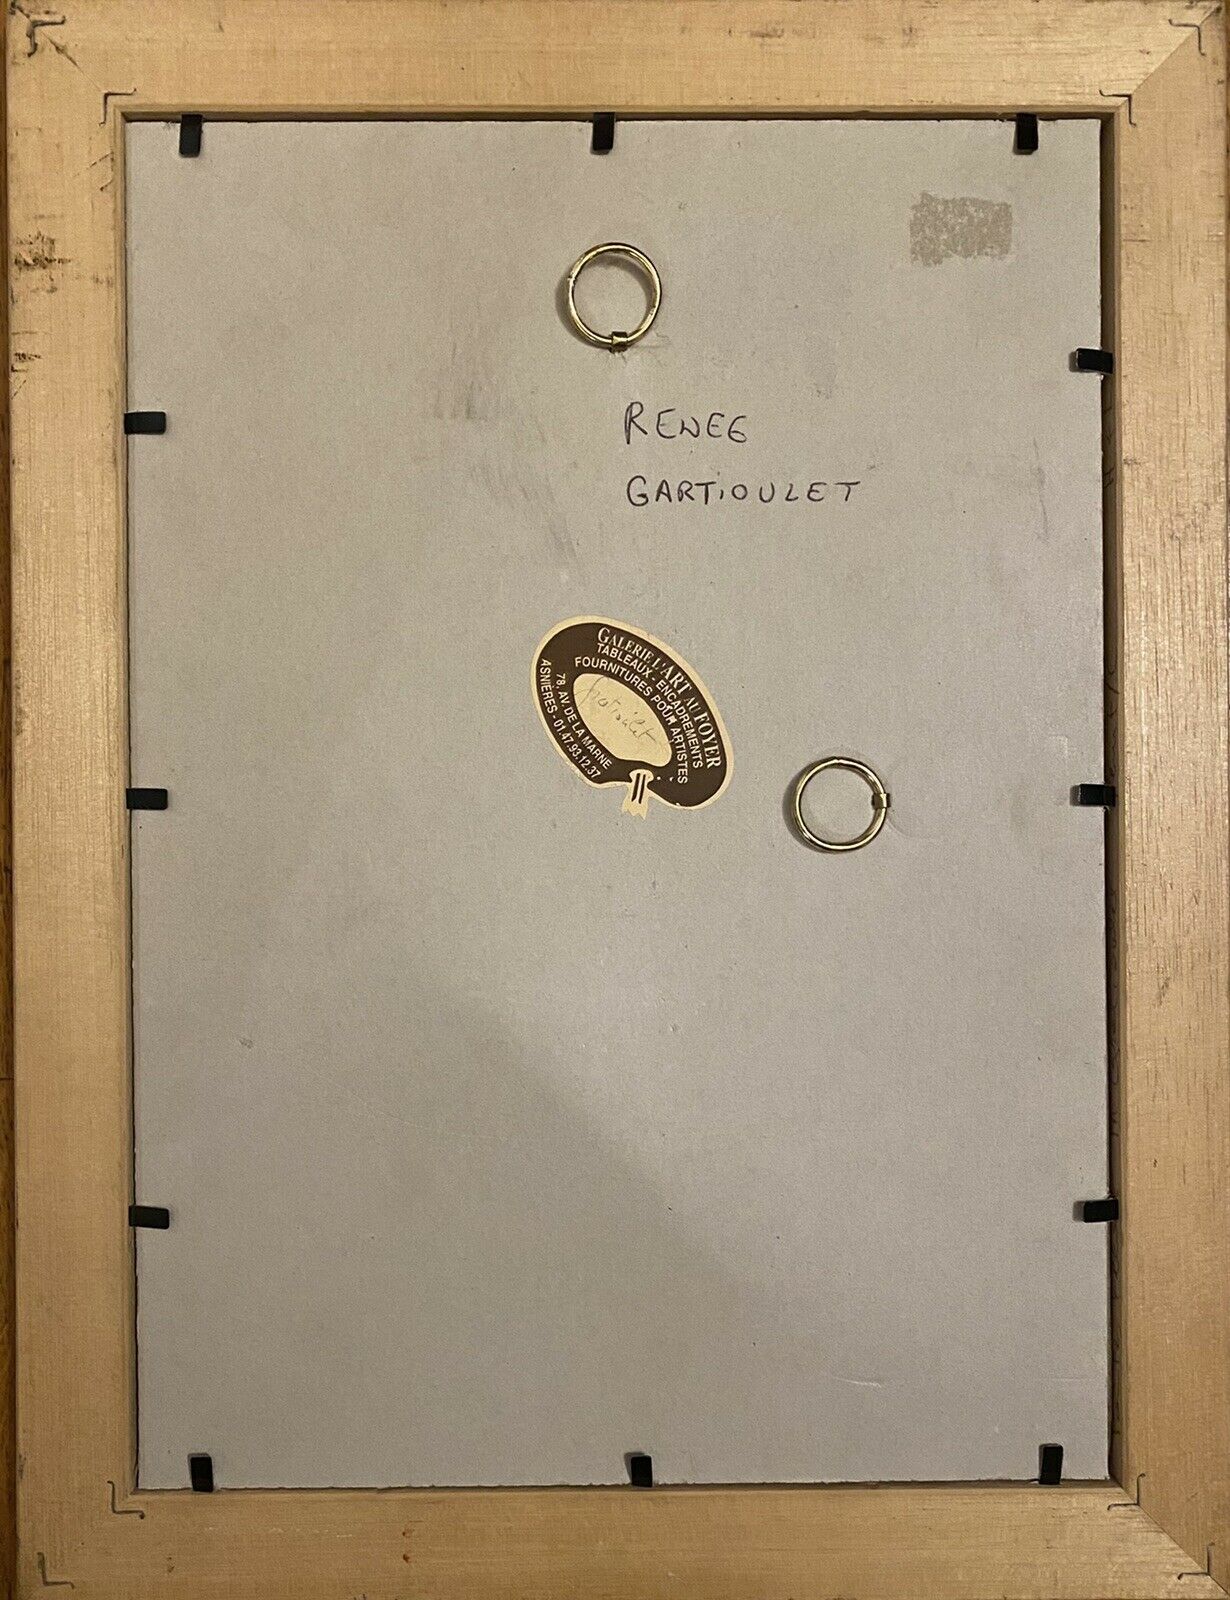 RENEE
GARTIOULET
GALERIE L'ART AU FOYER
TABLEAUX - ENCADREMENTS
FOURNITURES POUR ARTISTES
78, AV. DE LA MARNE
ASNIÈRES - 01.47.93.12.37